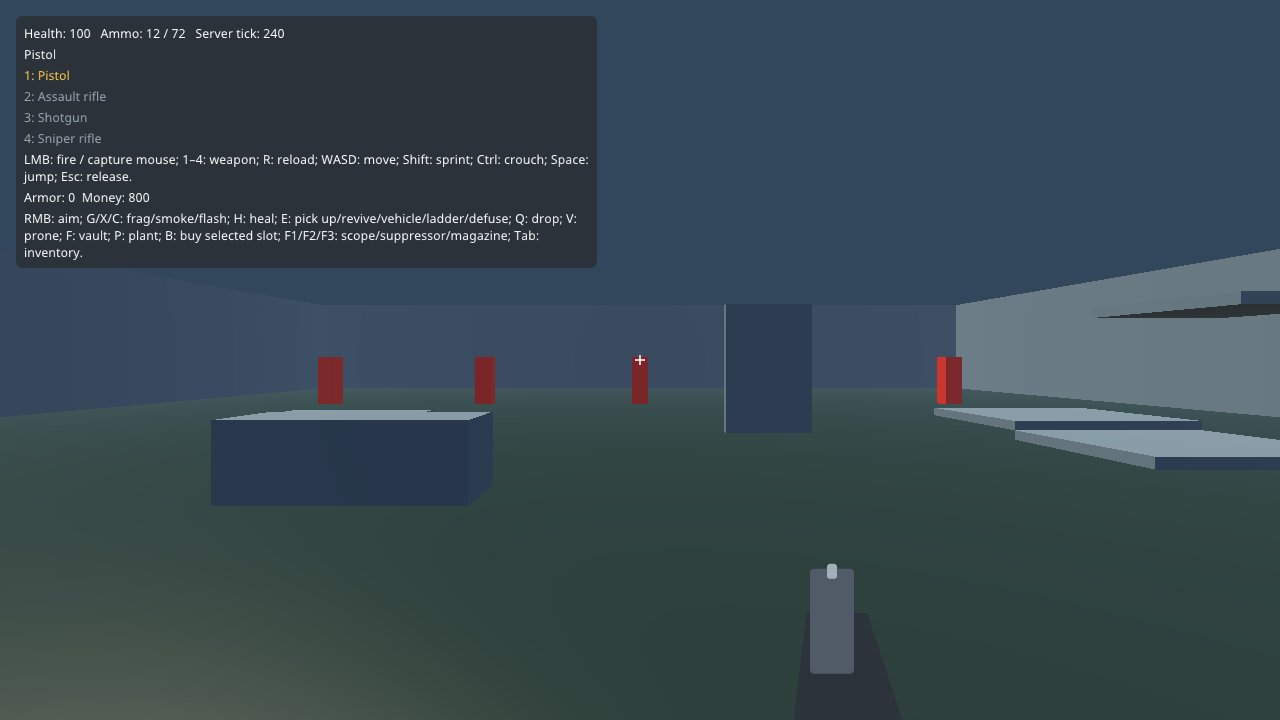 Health: 100   Ammo: 12 / 72   Server tick: 240
Pistol
1: Pistol
2: Assault rifle
3: Shotgun
4: Sniper rifle
LMB: fire / capture mouse; 1–4: weapon; R: reload; WASD: move; Shift: sprint; Ctrl: crouch; Space:
jump; Esc: release.
Armor: 0  Money: 800
RMB: aim; G/X/C: frag/smoke/flash; H: heal; E: pick up/revive/vehicle/ladder/defuse; Q: drop; V:
prone; F: vault; P: plant; B: buy selected slot; F1/F2/F3: scope/suppressor/magazine; Tab:
inventory.